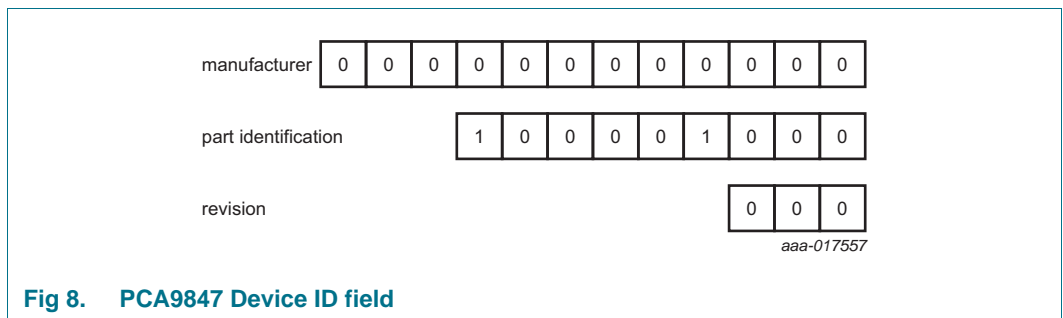 manufacturer 0 0 0 0 0 0 0 0 0 0 0 0
part identification 1 0 0 0 0 1 0 0 0
revision 0 0 0
aaa-017557
Fig 8. PCA9847 Device ID field